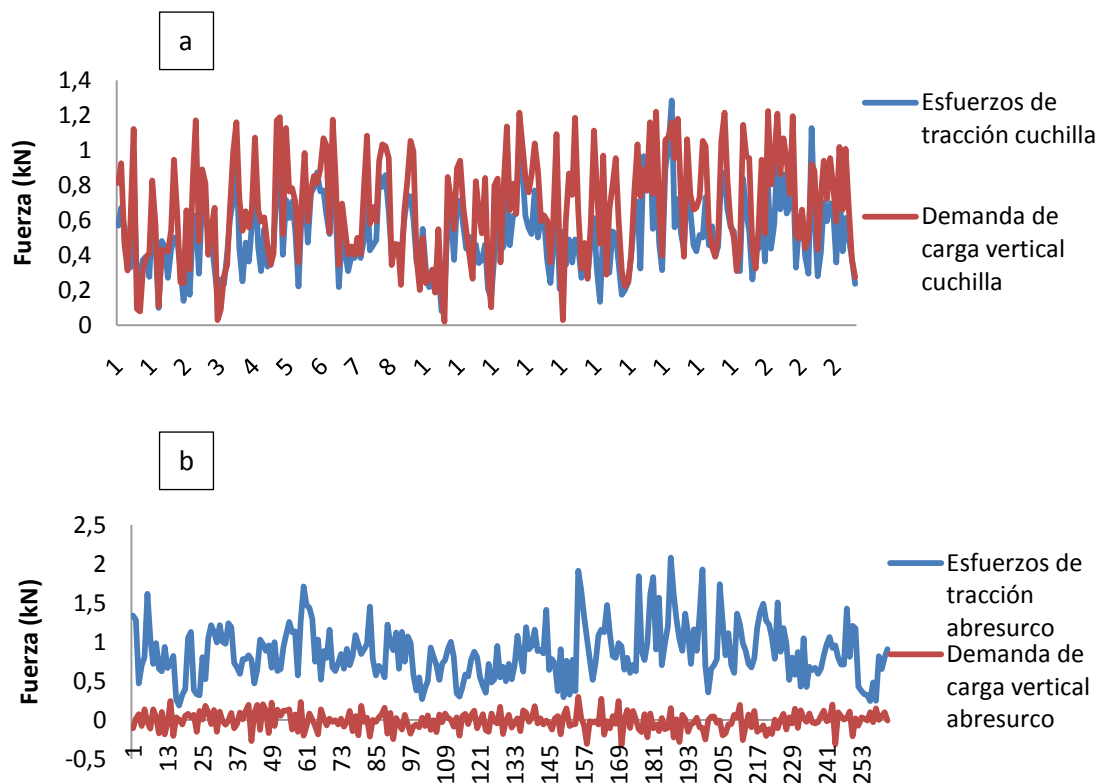 a
1,4
1,2
1
0,8
0,6
0,4
0,2
0
Fuerza (kN)
1 1 2 3 4 5 6 7 8 1 1 1 1 1 1 1 1 1 1 2 2 2
Esfuerzos de
tracción cuchilla
Demanda de
carga vertical
cuchilla
b
2,5
2
1,5
1
0,5
0
-0,5
Fuerza (kN)
1 13 25 37 49 61 73 85 97 109 121 133 145 157 169 181 193 205 217 229 241 253
Esfuerzos de
tracción
abresurco
Demanda de
carga vertical
abresurco